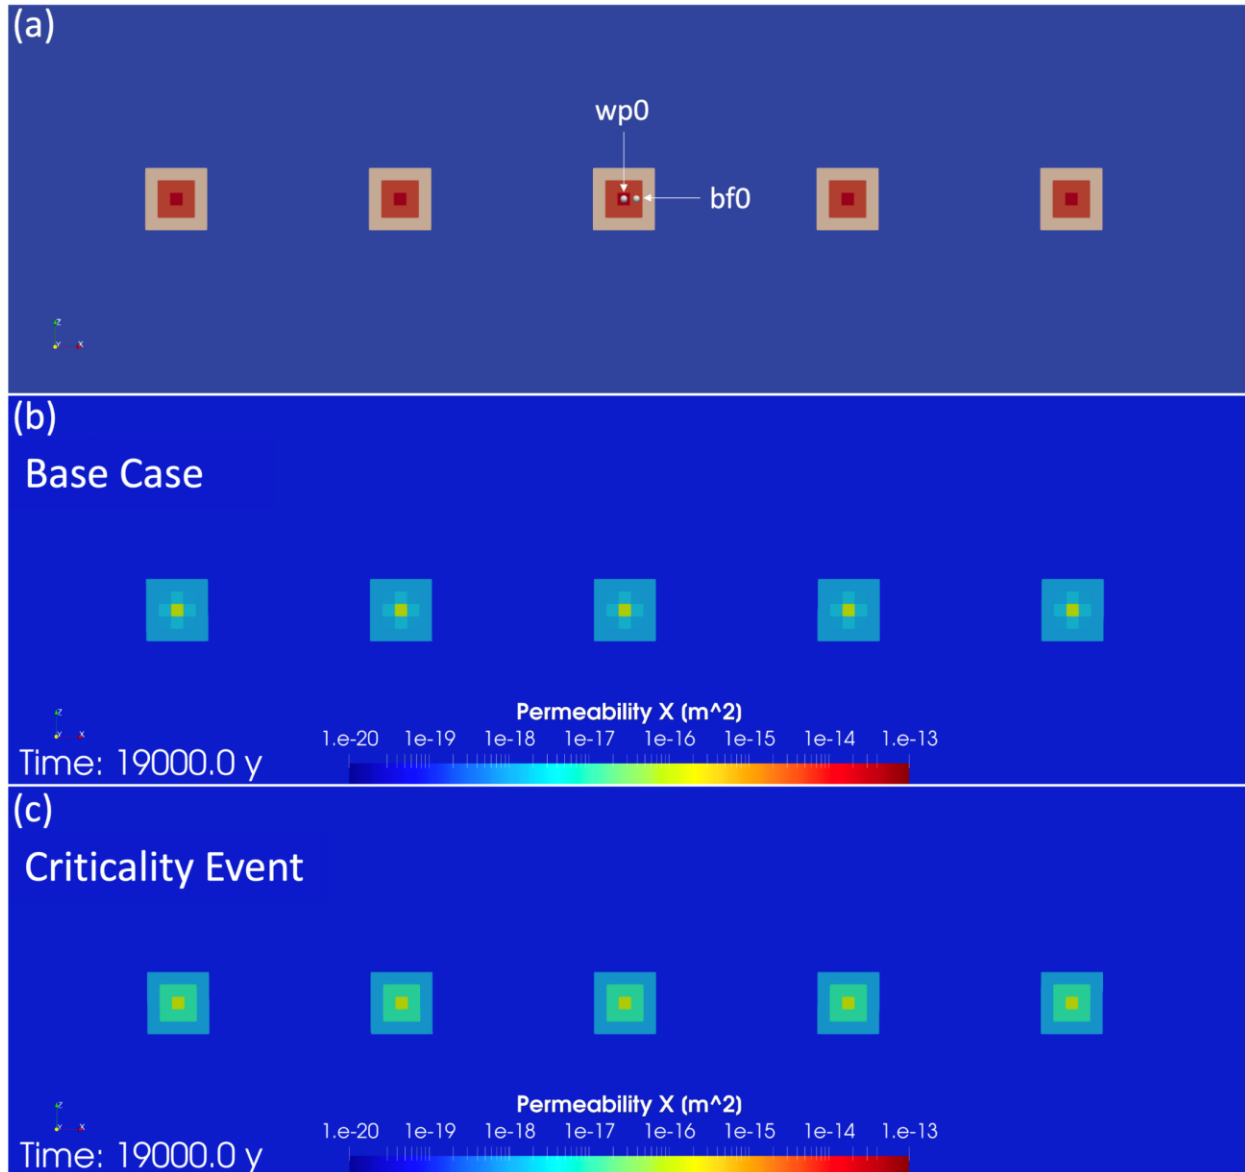 (a)
wp0
bf0
Z
Y X
(b)
Base Case
Permeability X (m^2)
1.e-20 1e-19 1e-18 1e-17 1e-16 1e-15 1e-14 1.e-13
Z
Y X
Time: 19000.0 y
(c)
Criticality Event
Permeability X (m^2)
1.e-20 1e-19 1e-18 1e-17 1e-16 1e-15 1e-14 1.e-13
Z
Y X
Time: 19000.0 y